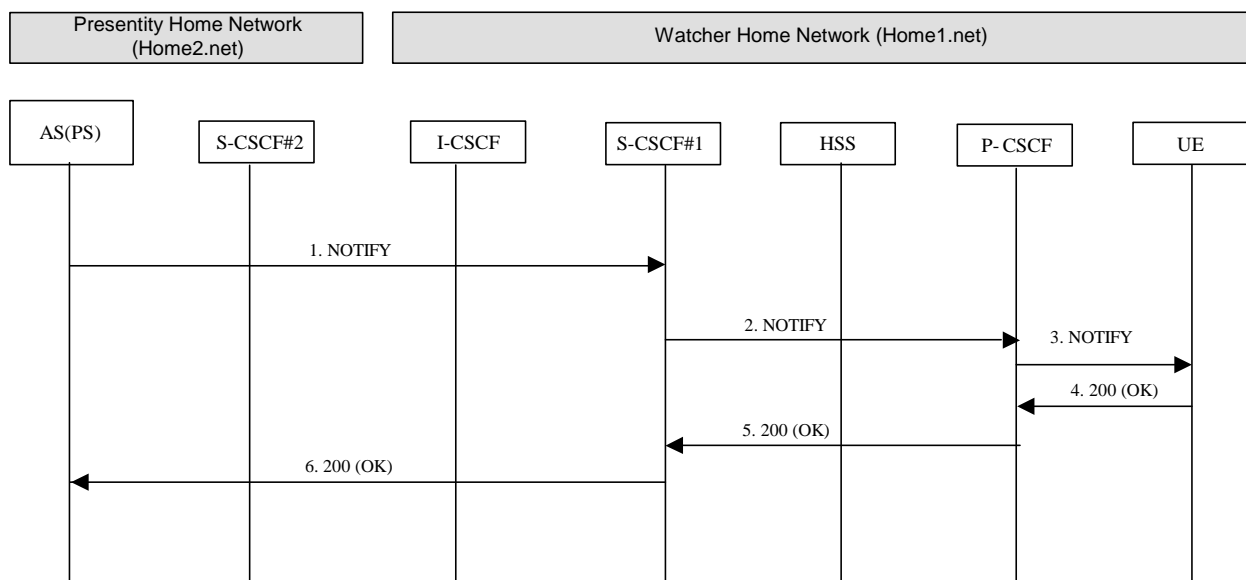 Presentity Home Network
(Home2.net)
Watcher Home Network (Home1.net)
AS(PS)
S-CSCF#2
I-CSCF
S-CSCF#1
HSS
P- CSCF
UE
1. NOTIFY
2. NOTIFY
3. NOTIFY
4. 200 (OK)
5. 200 (OK)
6. 200 (OK)